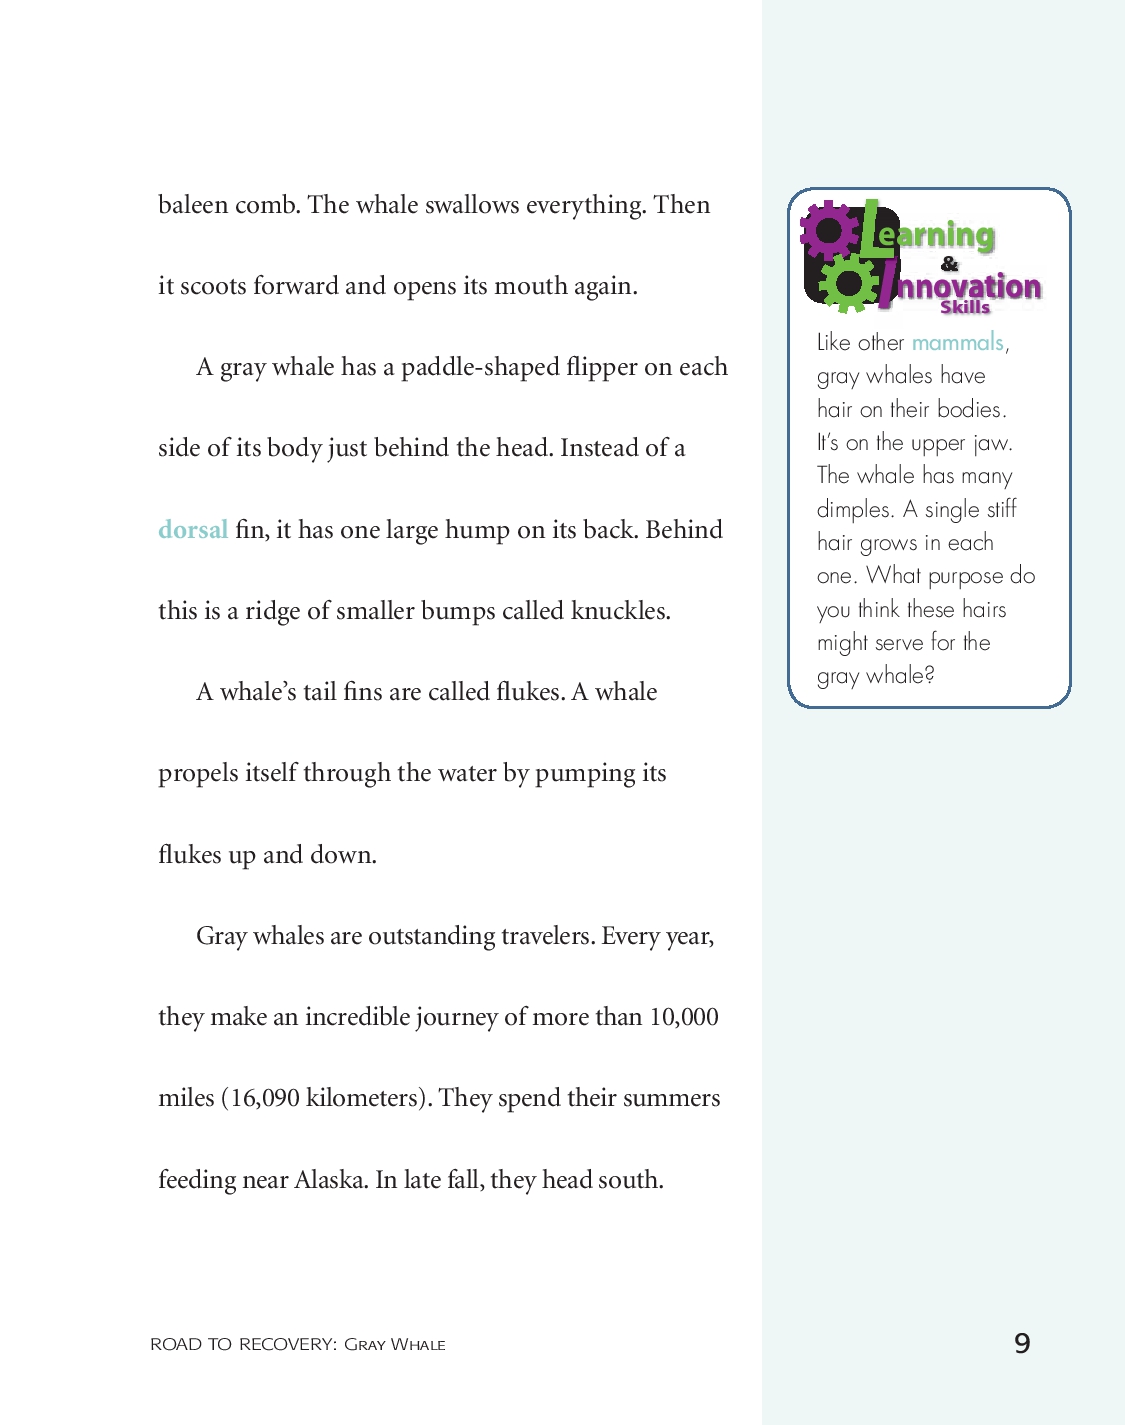 baleen comb. The whale swallows everything. Then
it scoots forward and opens its mouth again.
A gray whale has a paddle-shaped flipper on each
side of its body just behind the head. Instead of a
dorsal fin, it has one large hump on its back. Behind
this is a ridge of smaller bumps called knuckles.
A whale’s tail fins are called flukes. A whale
propels itself through the water by pumping its
flukes up and down.
Gray whales are outstanding travelers. Every year,
they make an incredible journey of more than 10,000
miles (16,090 kilometers). They spend their summers
feeding near Alaska. In late fall, they head south.
Learning
&
Innovation
Skills
Like other mammals,
gray whales have
hair on their bodies.
It’s on the upper jaw.
The whale has many
dimples. A single stiff
hair grows in each
one. What purpose do
you think these hairs
might serve for the
gray whale?
ROAD TO RECOVERY: Gray Whale
9